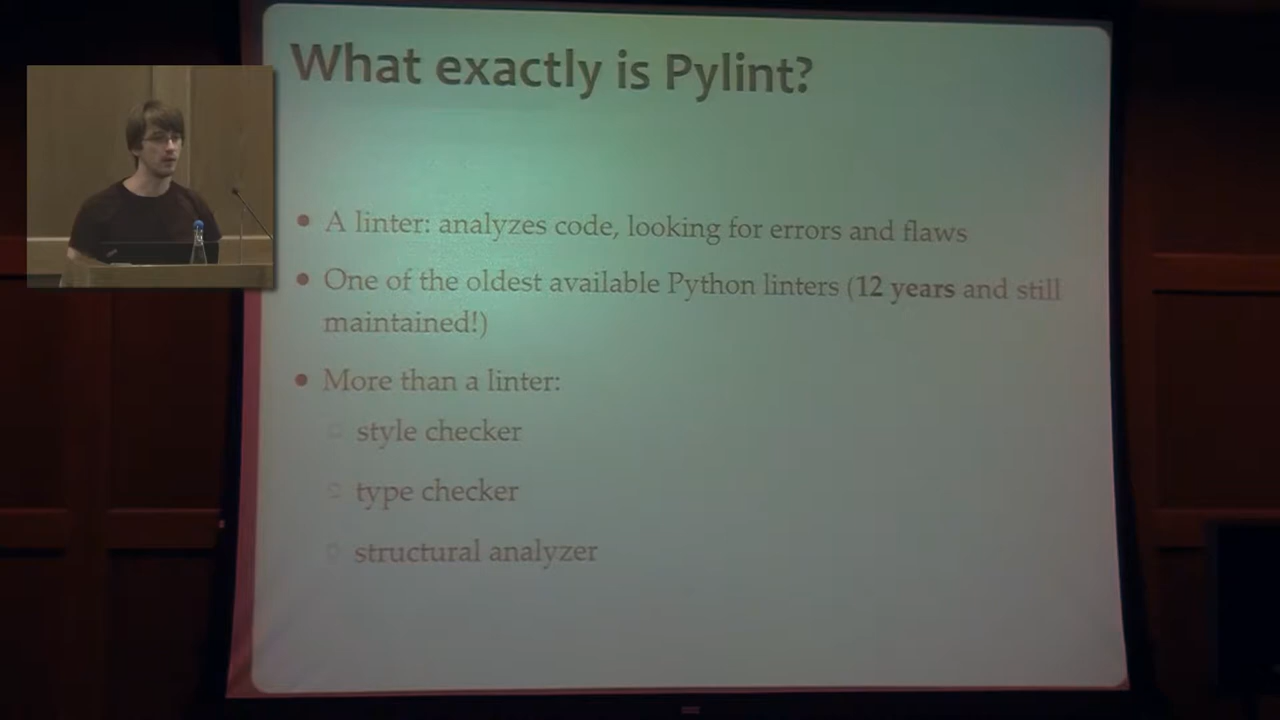 What exactly is Pylint?
A linter: analyzes code, looking for errors and flaws
One of the oldest available Python linters (12 years and still
maintained!)
More than a linter:
style checker
type checker
structural analyzer